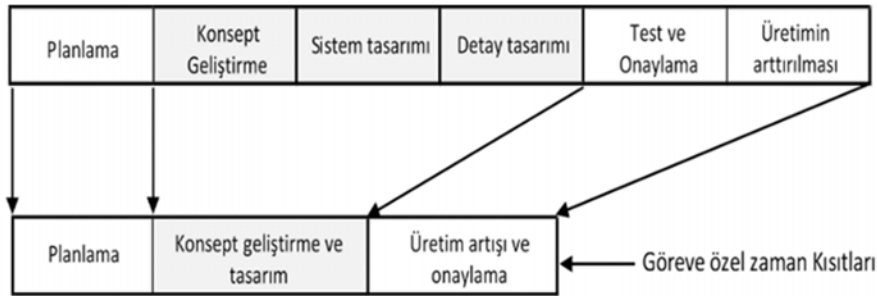 Planlama
Konsept
Geliştirme
Sistem tasarımı
Detay tasarımı
Test ve
Onaylama
Üretimin
arttırılması
Planlama
Konsept geliştirme ve
tasarım
Üretim artışı ve
onaylama
Göreve özel zaman Kısıtları